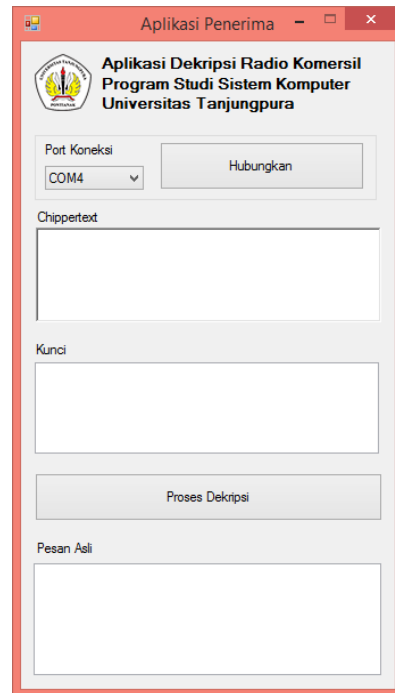 Aplikasi Penerima
Aplikasi Dekripsi Radio Komersil
Program Studi Sistem Komputer
Universitas Tanjungpura
Port Koneksi
COM4
Hubungkan
Chippertext
Kunci
Proses Dekripsi
Pesan Asli